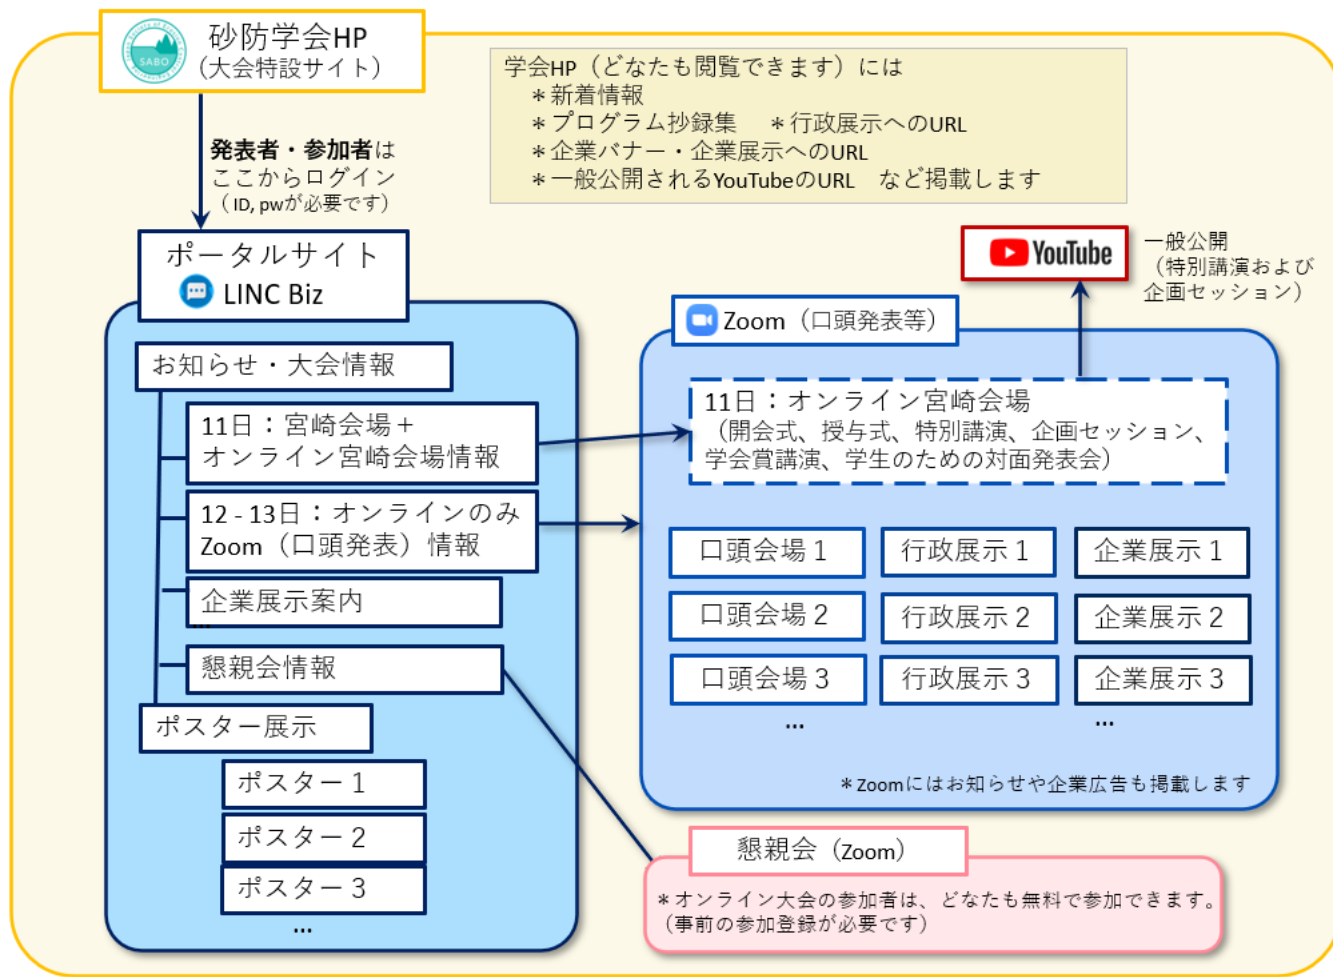 砂防学会HP
（大会特設サイト）
SABO
学会HP（どなたも閲覧できます）には
＊新着情報
＊プログラム抄録集　＊行政展示へのURL
＊企業バナー・企業展示へのURL
＊一般公開されるYouTubeのURL　など掲載します
発表者・参加者は
ここからログイン
（ID, pwが必要です）
ポータルサイト
LINC Biz
YouTube
一般公開
（特別講演および
企画セッション）
お知らせ・大会情報
11日：宮崎会場＋
オンライン宮崎会場情報
12 - 13日：オンラインのみ
Zoom（口頭発表）情報
企業展示案内
...
懇親会情報
ポスター展示
ポスター 1
ポスター 2
ポスター 3
...
Zoom（口頭発表等）
11日：オンライン宮崎会場
（開会式、授与式、特別講演、企画セッション、
学会賞講演、学生のための対面発表会）
口頭会場 1　行政展示 1　企業展示 1
口頭会場 2　行政展示 2　企業展示 2
口頭会場 3　行政展示 3　企業展示 3
...　...
＊Zoomにはお知らせや企業広告も掲載します
懇親会（Zoom）
＊オンライン大会の参加者は、どなたも無料で参加できます。
（事前の参加登録が必要です）